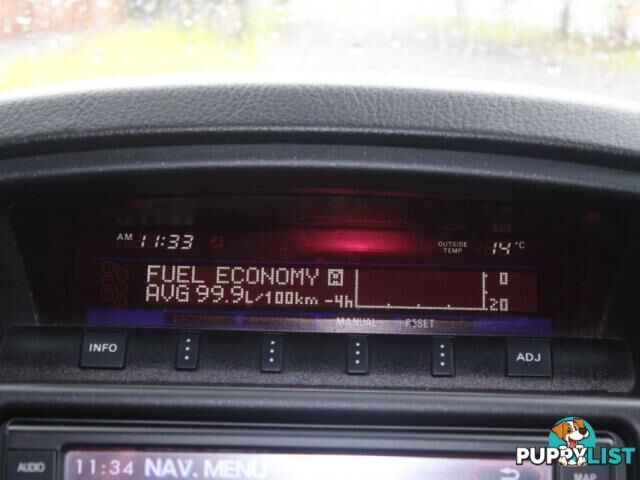 AM 11:33
OUTSIDE TEMP 14°C
FUEL ECONOMY H 0
AVG 99.9L/100km -4h 20
MANUAL RESET
INFO ADJ
AUDIO 11:34 NAV. MENU MAP
PUPPYLIST